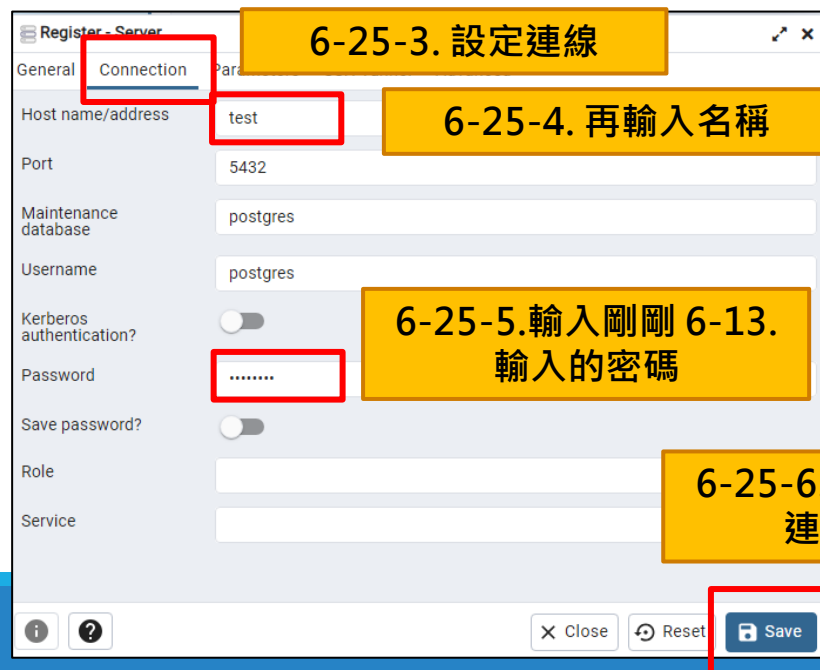 Register - Server
6-25-3. 設定連線
General Connection
Host name/address test
6-25-4. 再輸入名稱
Port 5432
Maintenance
database
postgres
Username postgres
Kerberos
authentication?
6-25-5.輸入剛剛 6-13.
輸入的密碼
Password ••••••••
Save password?
Role
6-25-6
連
Service
Close Reset Save